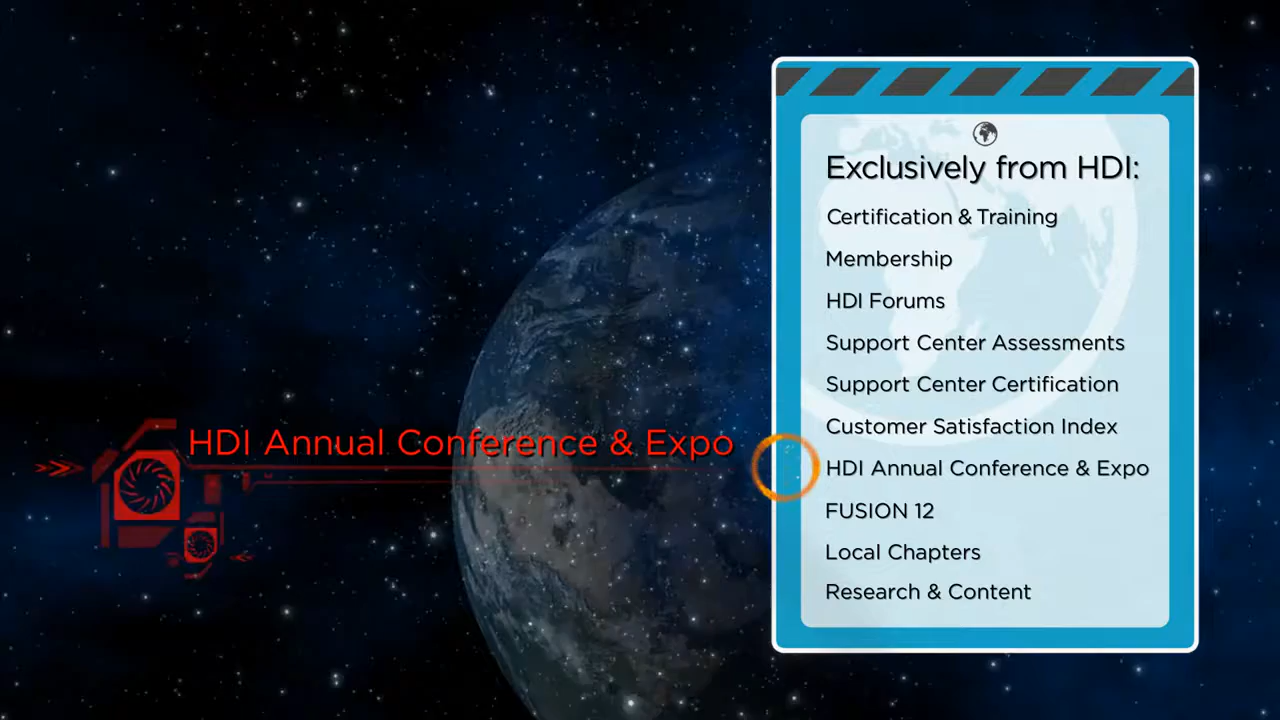 HDI Annual Conference & Expo
Exclusively from HDI:
Certification & Training
Membership
HDI Forums
Support Center Assessments
Support Center Certification
Customer Satisfaction Index
HDI Annual Conference & Expo
FUSION 12
Local Chapters
Research & Content